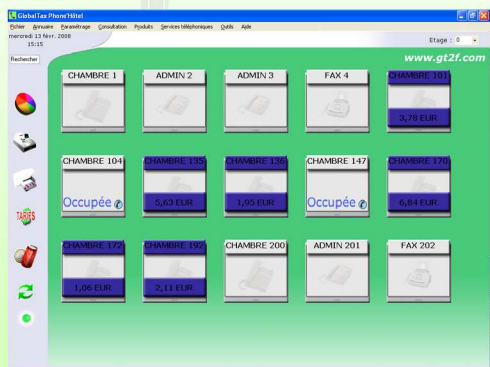 GlobalTax Phone'Hôtel
Fichier Annuaire Paramétrage Consultation Produits Services téléphoniques Outils Aide
mercredi 13 févr. 2008
15:15
Etage : 0
Rechercher
www.gt2f.com
CHAMBRE 1 ADMIN 2 ADMIN 3 FAX 4 CHAMBRE 101
3,78 EUR
CHAMBRE 104 CHAMBRE 135 CHAMBRE 136 CHAMBRE 147 CHAMBRE 170
Occupée 5,63 EUR 1,95 EUR Occupée 6,84 EUR
TARIFS
CHAMBRE 172 CHAMBRE 192 CHAMBRE 200 ADMIN 201 FAX 202
1,06 EUR 2,11 EUR